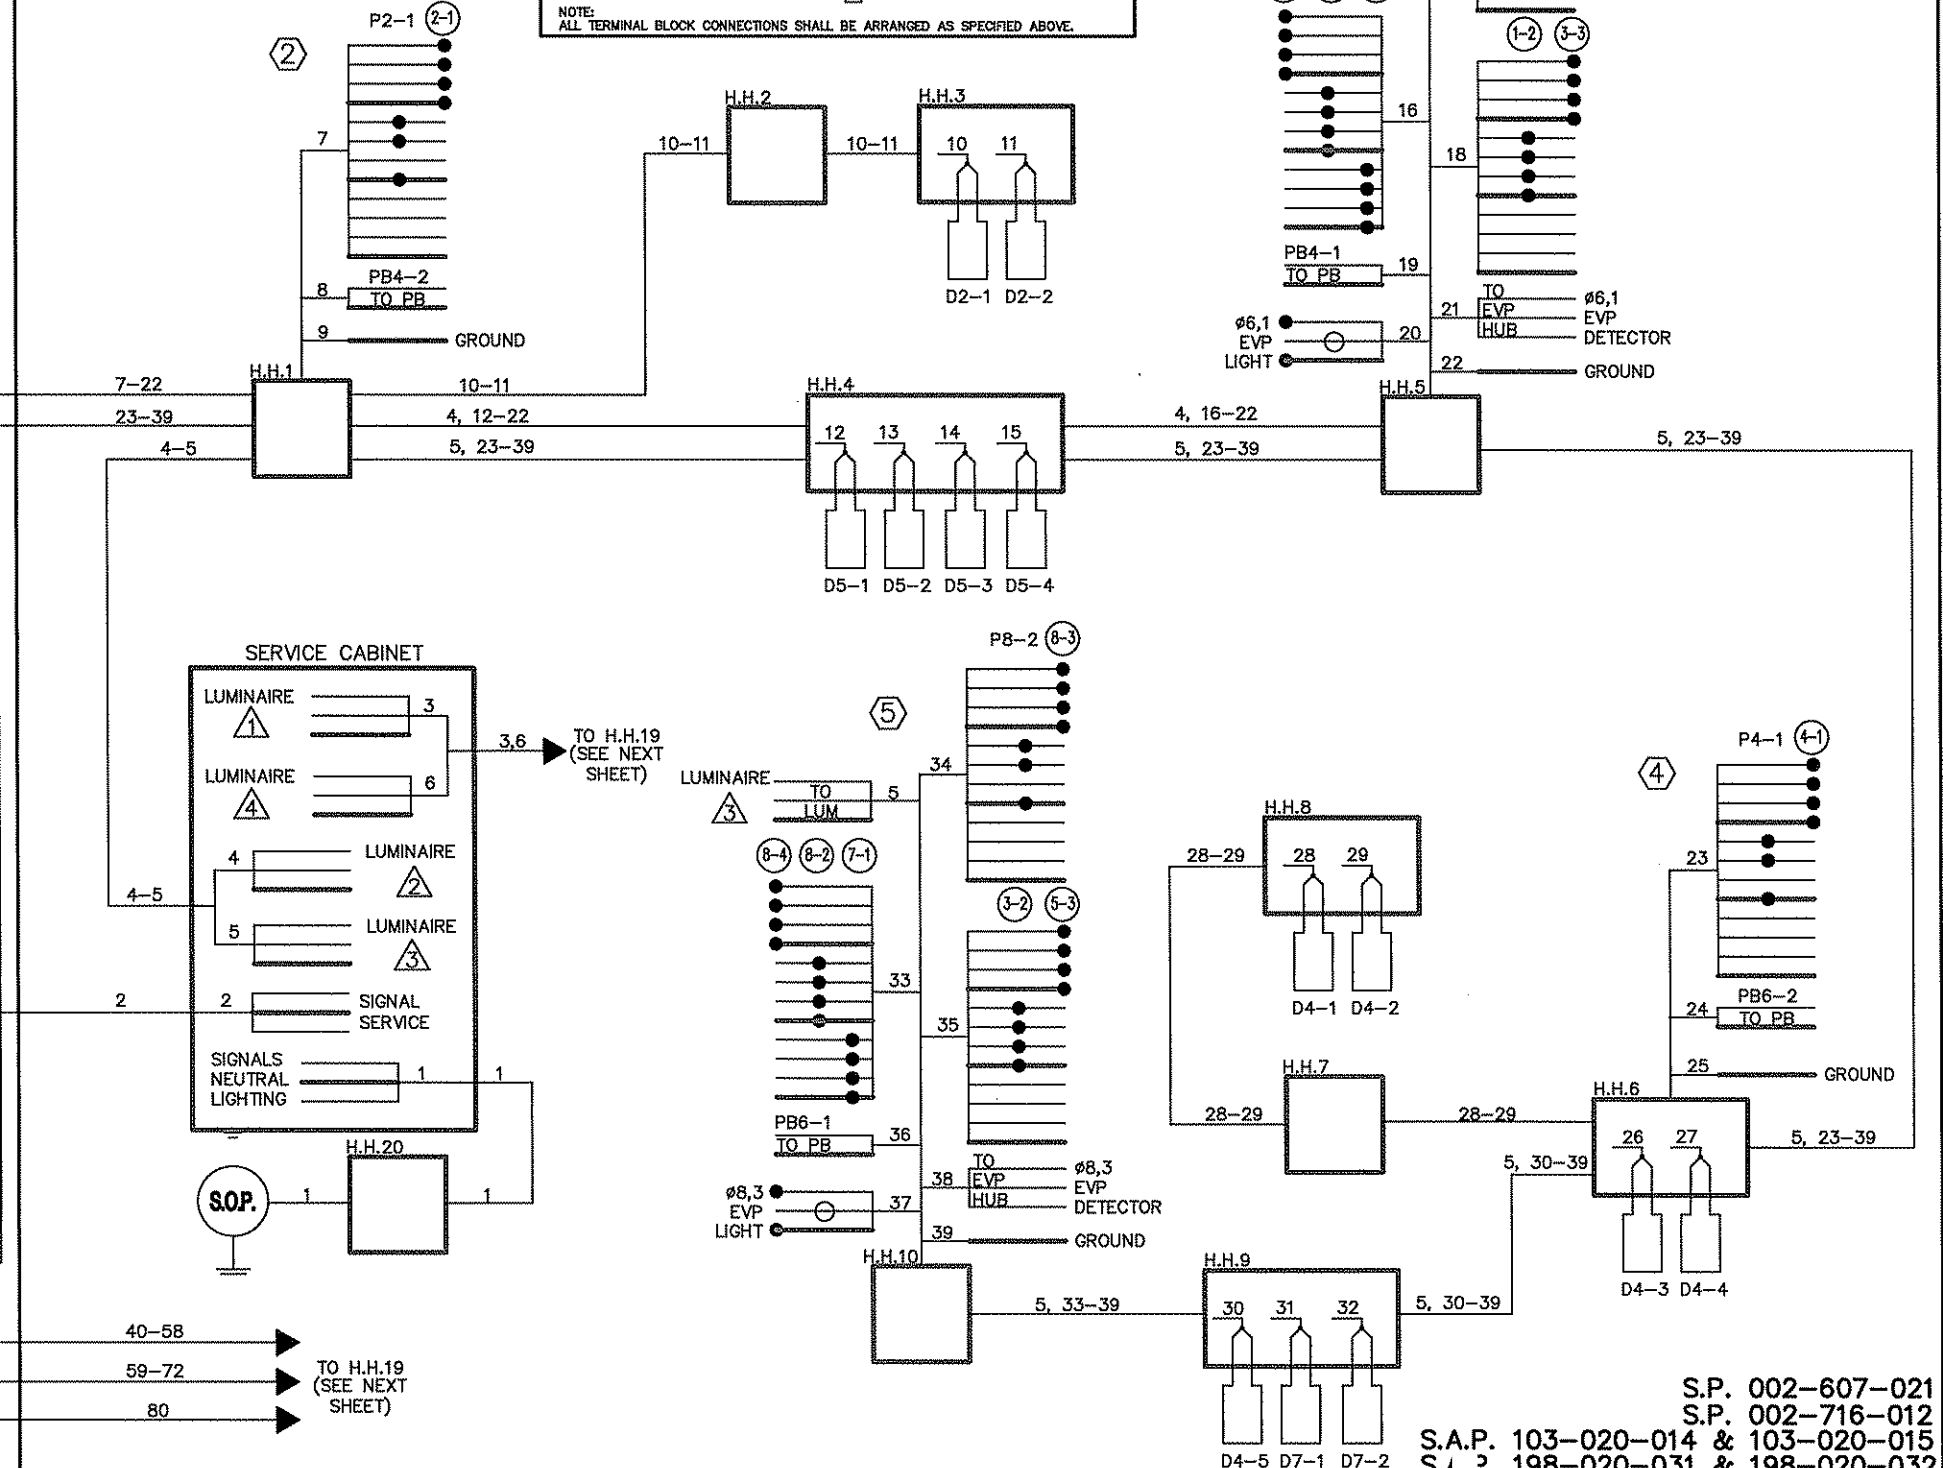 NOTE:
ALL TERMINAL BLOCK CONNECTIONS SHALL BE ARRANGED AS SPECIFIED ABOVE.
P2-1 2-1
2
7
PB4-2
8 TO PB
9 GROUND
H.H.1
7-22
23-39
4-5
10-11
4, 12-22
5, 23-39
H.H.2
10-11
10-11
H.H.3
10 11
D2-1 D2-2
H.H.4
12 13 14 15
D5-1 D5-2 D5-3 D5-4
4, 16-22
5, 23-39
1-2 3-3
16
18
PB4-1
TO PB
19
ø6,1
EVP
LIGHT
20
21
TO
EVP
HUB
ø6,1
EVP
DETECTOR
22 GROUND
H.H.5
5, 23-39
SERVICE CABINET
LUMINAIRE
1
3
LUMINAIRE
4
6
3,6
TO H.H.19
(SEE NEXT
SHEET)
4 LUMINAIRE
2
4-5
5 LUMINAIRE
3
2 2 SIGNAL
SERVICE
SIGNALS
NEUTRAL
LIGHTING
1 1
H.H.20
S.O.P. 1 1
P8-2 8-3
5
34
LUMINAIRE
3
TO
LUM
5
8-4 8-2 7-1
33
3-2 5-3
35
PB6-1
TO PB
36
ø8,3
EVP
LIGHT
37
38
TO
EVP
HUB
ø8,3
EVP
DETECTOR
39 GROUND
H.H.10
5, 33-39
H.H.9
30 31 32
D4-5 D7-1 D7-2
5, 30-39
H.H.8
28-29
28 29
D4-1 D4-2
H.H.7
28-29 28-29
P4-1 4-1
4
23
PB6-2
24 TO PB
25 GROUND
H.H.6
26 27
D4-3 D4-4
5, 23-39
5, 30-39
40-58
59-72
80
TO H.H.19
(SEE NEXT
SHEET)
S.P. 002-607-021
S.P. 002-716-012
S.A.P. 103-020-014 & 103-020-015
198-020-031 & 198-020-032